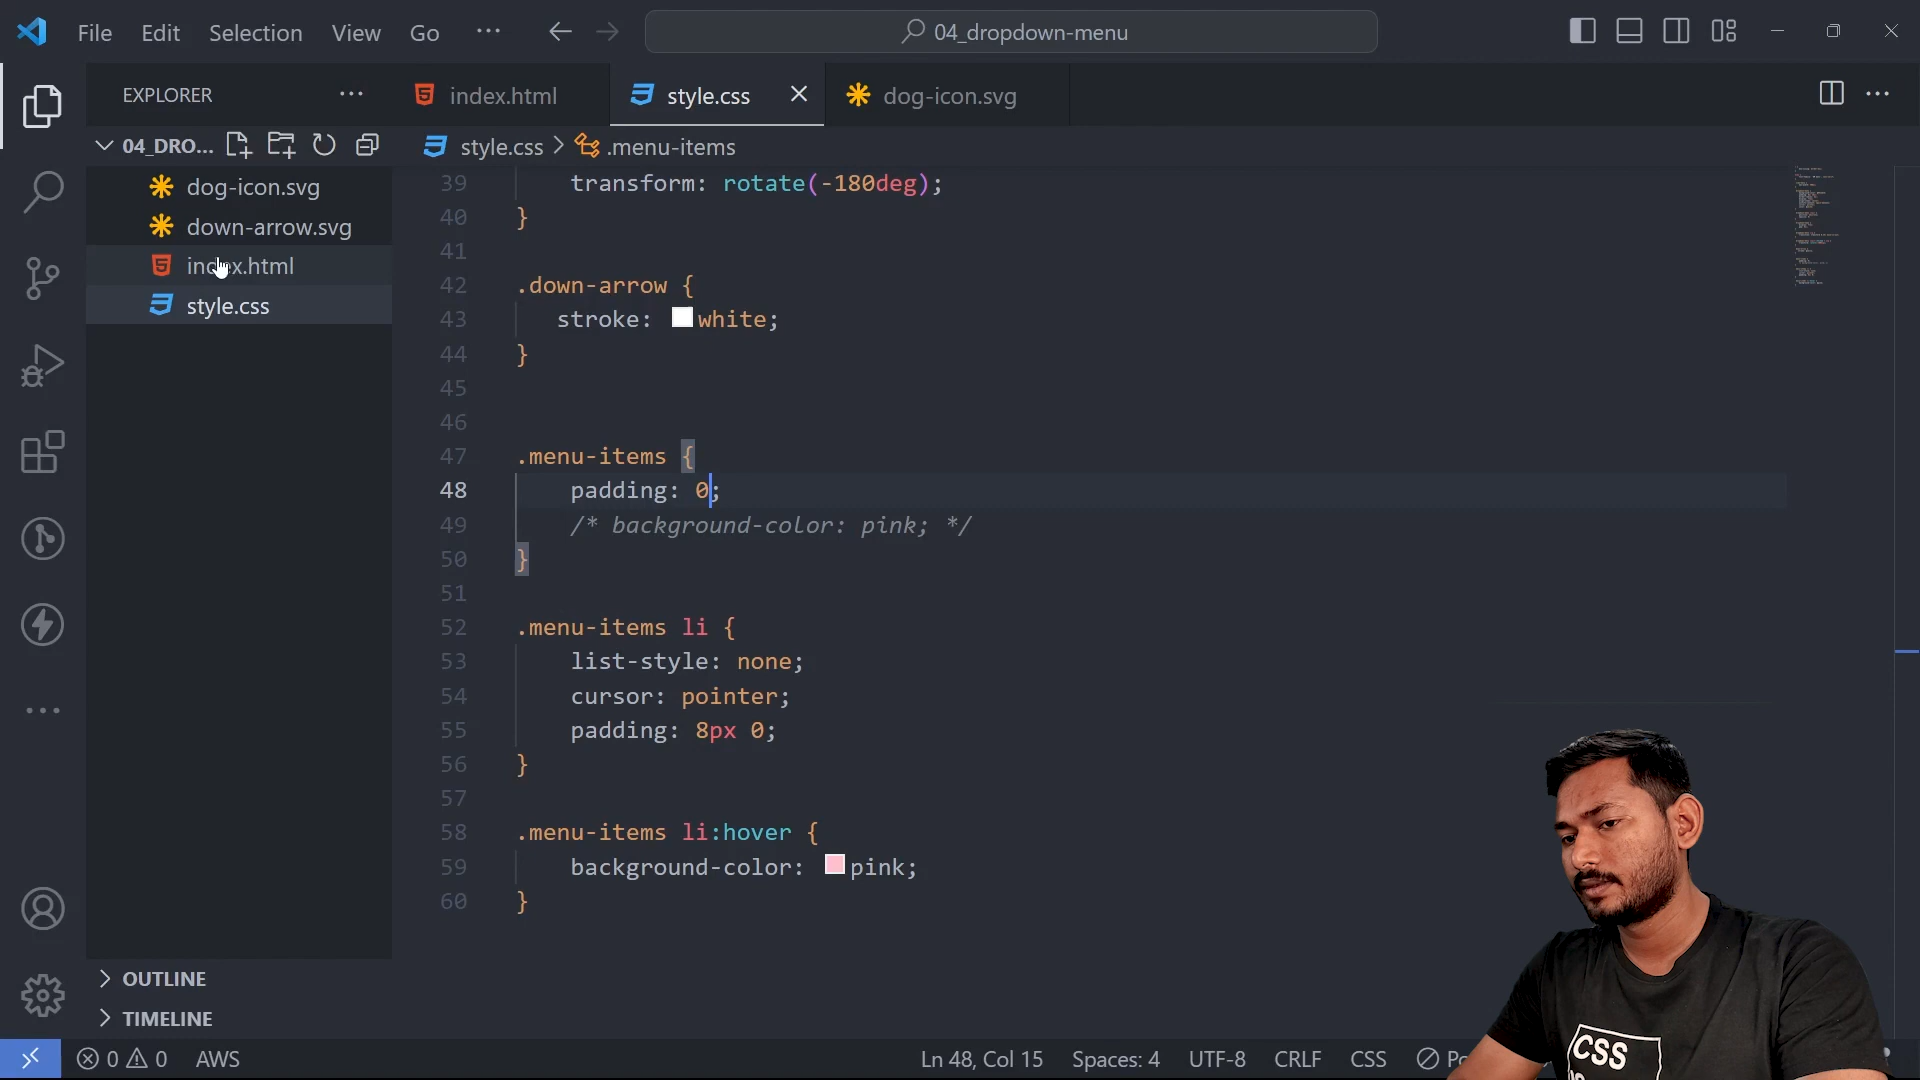 File Edit Selection View Go ··· 04_dropdown-menu
EXPLORER ···
04_DRO...
dog-icon.svg
down-arrow.svg
index.html
style.css
OUTLINE
TIMELINE
index.html style.css dog-icon.svg
style.css > .menu-items
39 transform: rotate(-180deg);
40 }
41
42 .down-arrow {
43 stroke: white;
44 }
45
46
47 .menu-items {
48 padding: 0;
49 /* background-color: pink; */
50 }
51
52 .menu-items li {
53 list-style: none;
54 cursor: pointer;
55 padding: 8px 0;
56 }
57
58 .menu-items li:hover {
59 background-color: pink;
60 }
CSS
0 0 AWS Ln 48, Col 15 Spaces: 4 UTF-8 CRLF CSS